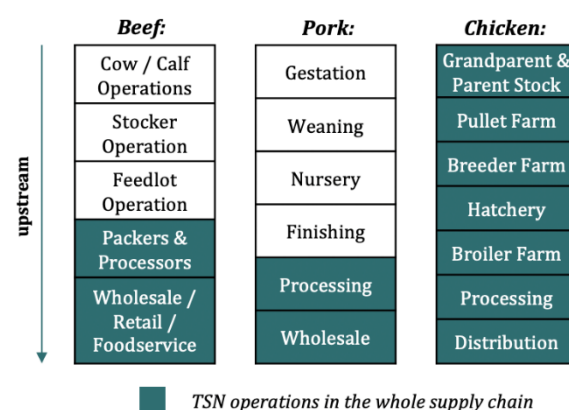 Beef:
Cow / Calf
Operations
Stocker
Operation
Feedlot
Operation
Packers &
Processors
Wholesale /
Retail /
Foodservice
Pork:
Gestation
Weaning
Nursery
Finishing
Processing
Wholesale
Chicken:
Grandparent &
Parent Stock
Pullet Farm
Breeder Farm
Hatchery
Broiler Farm
Processing
Distribution
upstream
TSN operations in the whole supply chain